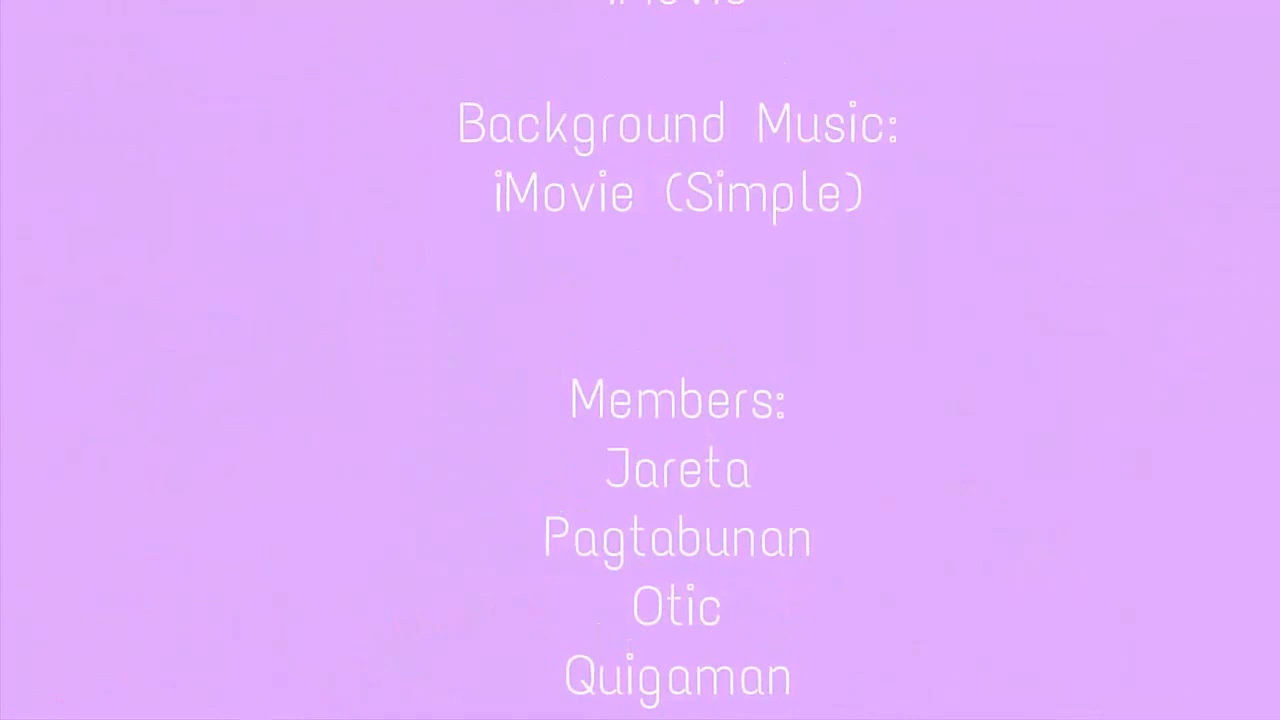 Background Music:
iMovie (Simple)
Members:
Jareta
Pagtabunan
Otic
Quigaman